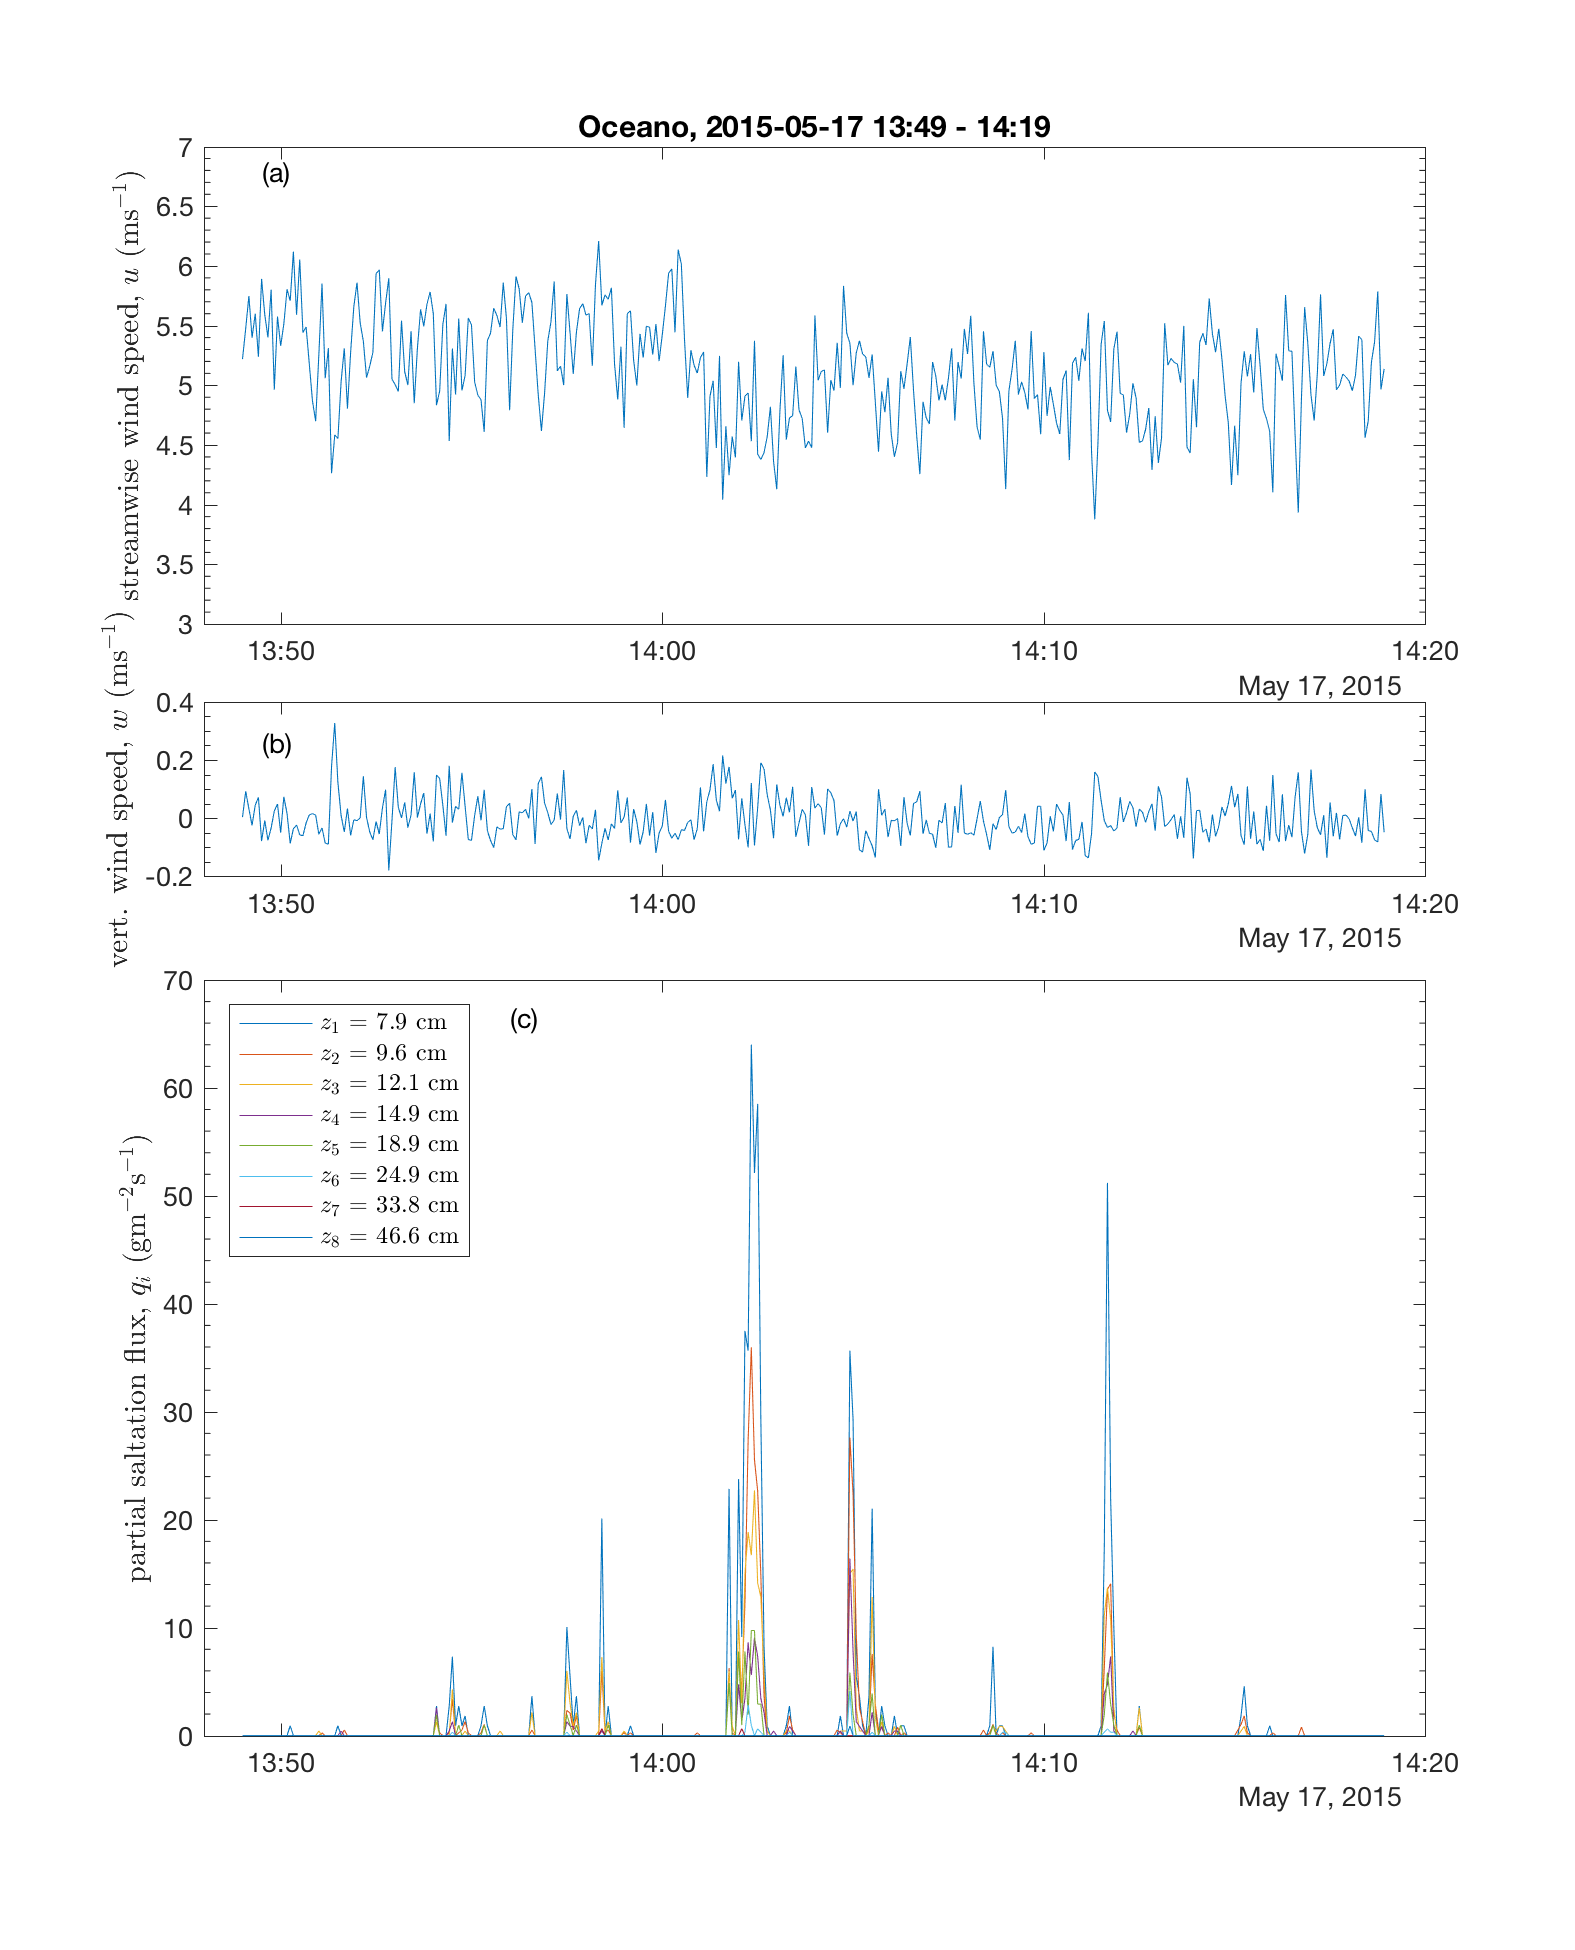 Oceano, 2015-05-17 13:49 - 14:19
(a)
streamwise wind speed, u (ms⁻¹)
7
6.5
6
5.5
5
4.5
4
3.5
3
13:50 14:00 14:10 14:20
May 17, 2015
(b)
vert. wind speed, w (ms⁻¹)
0.4
0.2
0
-0.2
13:50 14:00 14:10 14:20
May 17, 2015
(c)
partial saltation flux, qᵢ (gm⁻²s⁻¹)
70
60
50
40
30
20
10
0
z₁ = 7.9 cm
z₂ = 9.6 cm
z₃ = 12.1 cm
z₄ = 14.9 cm
z₅ = 18.9 cm
z₆ = 24.9 cm
z₇ = 33.8 cm
z₈ = 46.6 cm
13:50 14:00 14:10 14:20
May 17, 2015